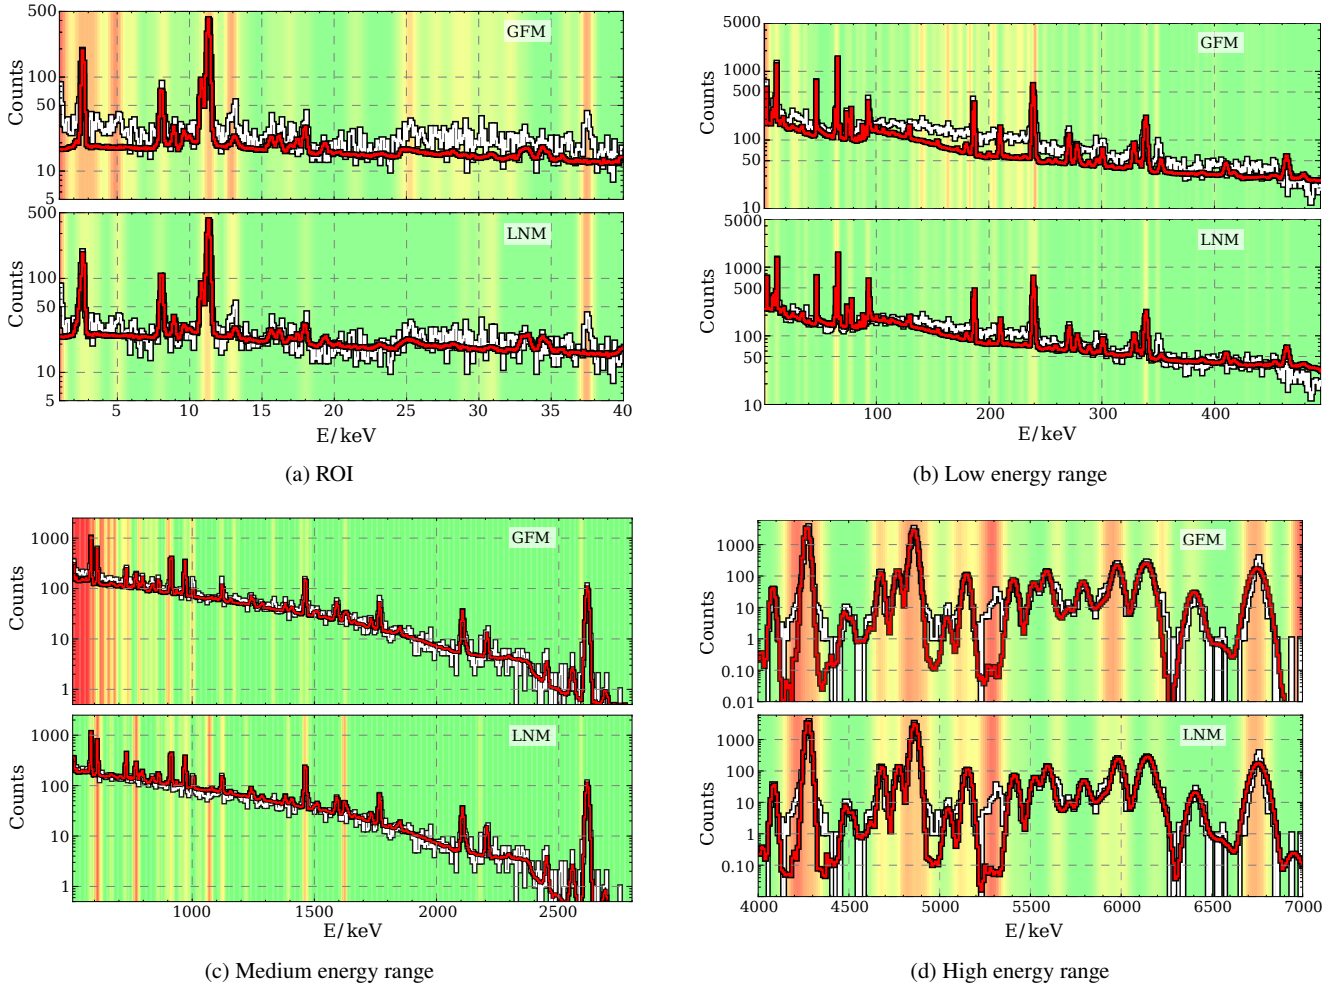 500
100
50
10
5
Counts
GFM
500
100
50
10
5
Counts
LNM
5 10 15 20 25 30 35 40
E/keV
(a) ROI
5000
1000
500
100
50
10
Counts
GFM
5000
1000
500
100
50
10
Counts
LNM
100 200 300 400
E/keV
(b) Low energy range
1000
100
10
1
Counts
GFM
1000
100
10
1
Counts
LNM
1000 1500 2000 2500
E/keV
(c) Medium energy range
1000
100
10
1
0.10
0.01
Counts
GFM
1000
100
10
1
0.10
Counts
LNM
4000 4500 5000 5500 6000 6500 7000
E/keV
(d) High energy range